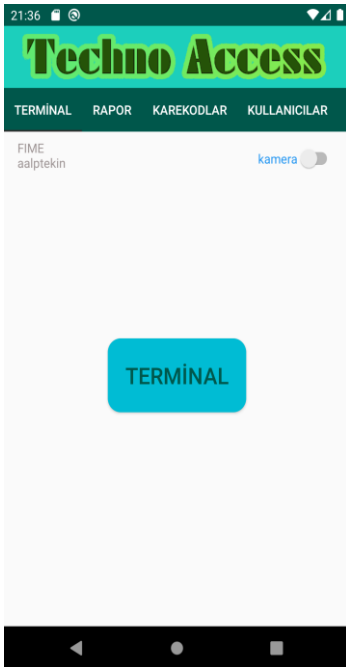 21:36
Techno Access
TERMİNAL RAPOR KAREKODLAR KULLANICILAR
FIME
aalptekin
kamera
TERMİNAL